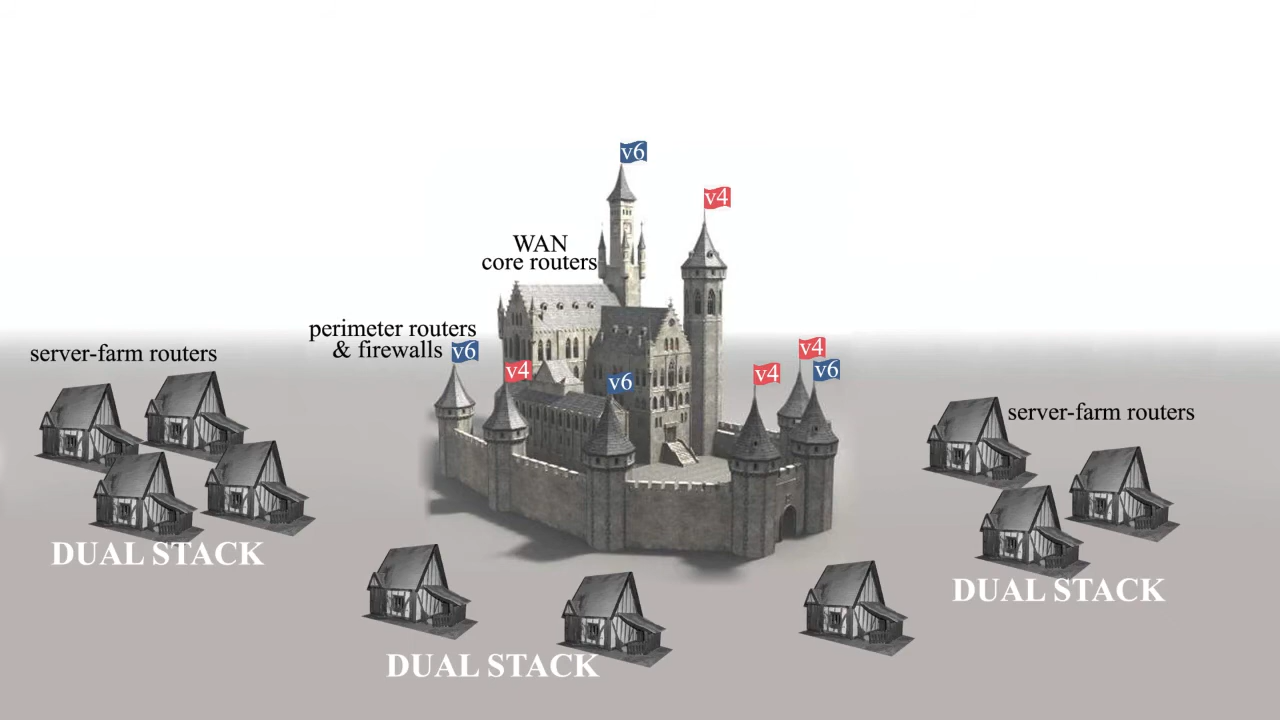 v6
v4
WAN
core routers
perimeter routers
& firewalls
v6
v4
v6
v4
v4
v6
server-farm routers
server-farm routers
DUAL STACK
DUAL STACK
DUAL STACK